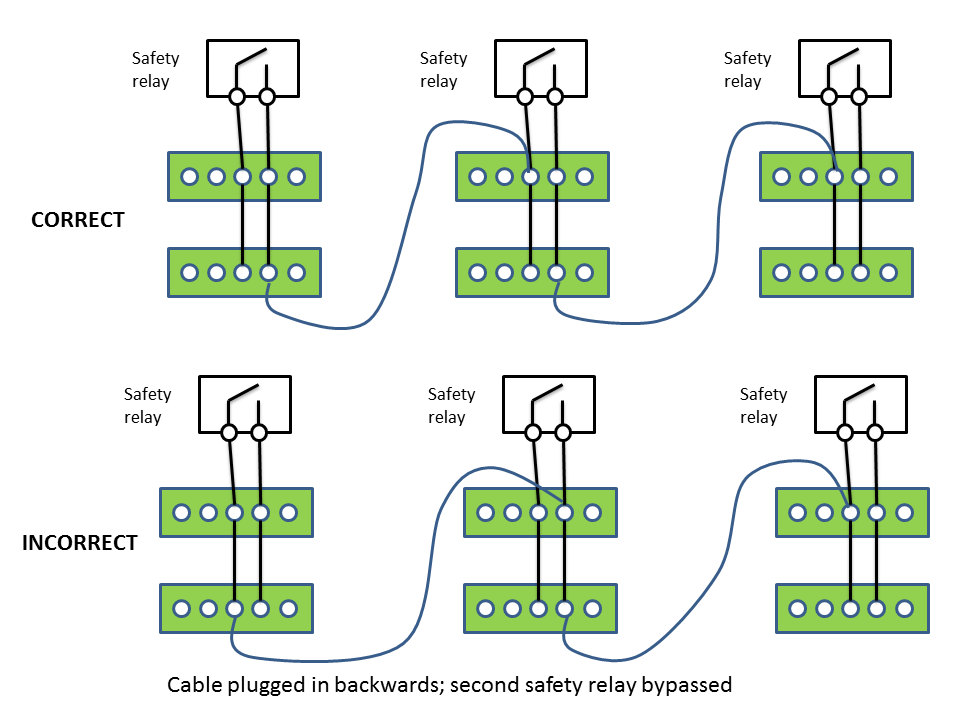 Safety
relay
Safety
relay
Safety
relay
CORRECT
Safety
relay
Safety
relay
Safety
relay
INCORRECT
Cable plugged in backwards; second safety relay bypassed